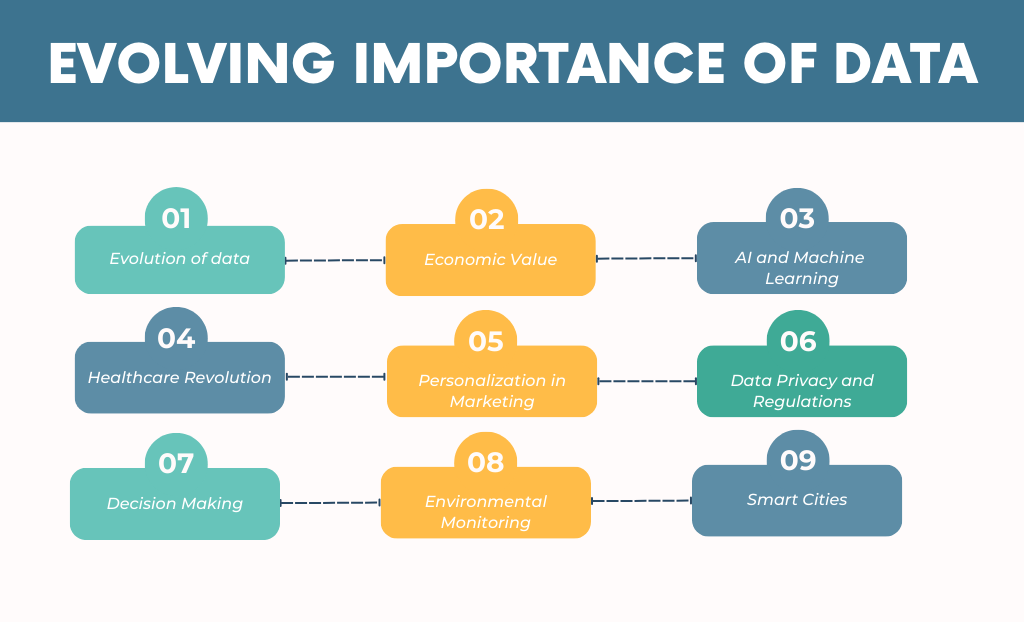 EVOLVING IMPORTANCE OF DATA
01
Evolution of data
02
Economic Value
03
AI and Machine
Learning
04
Healthcare Revolution
05
Personalization in
Marketing
06
Data Privacy and
Regulations
07
Decision Making
08
Environmental
Monitoring
09
Smart Cities